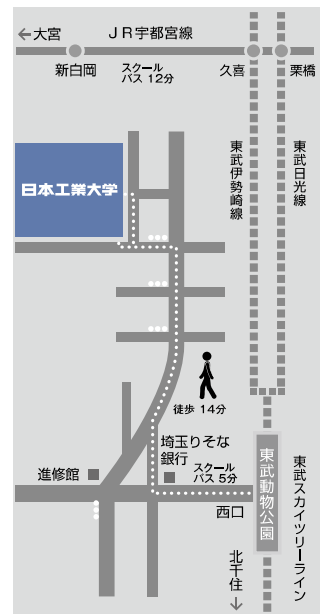 ←大宮
JR宇都宮線
新白岡
スクール
バス 12分
久喜
栗橋
東武伊勢崎線
東武日光線
日本工業大学
徒歩 14分
埼玉りそな
銀行
スクール
バス 5分
進修館
西口
東武動物公園
東武スカイツリーライン
北千住
↓